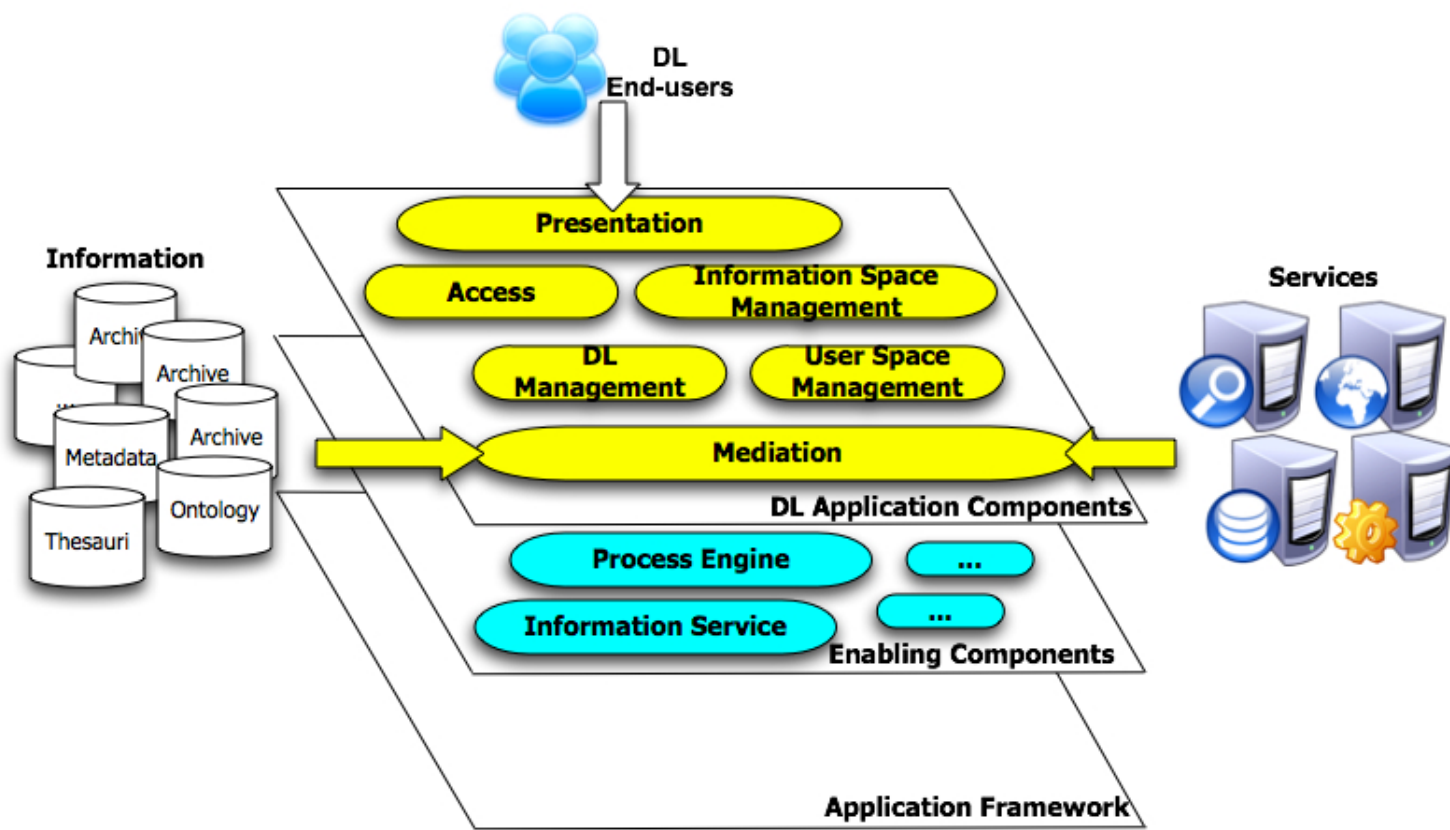 DL
End-users
Presentation
Information
Access
Information Space
Management
Services
Archive
Archive
...
Archive
Metadata
Ontology
Thesauri
DL
Management
User Space
Management
Mediation
DL Application Components
Process Engine
...
Information Service
...
Enabling Components
Application Framework